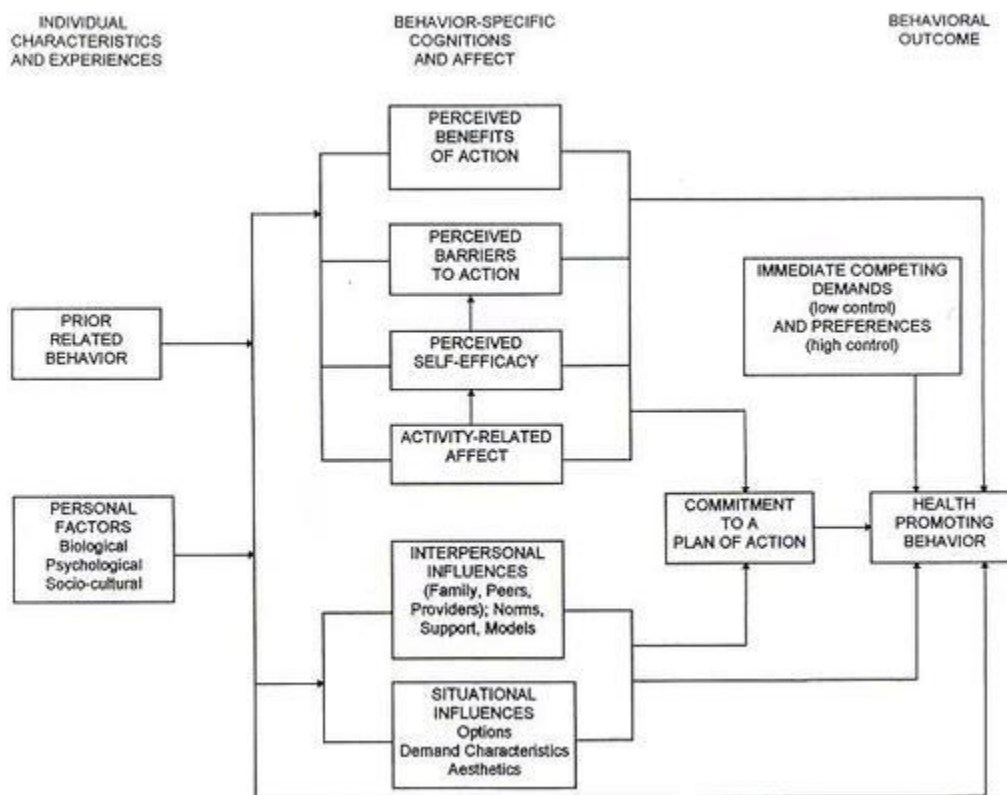 INDIVIDUAL
CHARACTERISTICS
AND EXPERIENCES
BEHAVIOR-SPECIFIC
COGNITIONS
AND AFFECT
BEHAVIORAL
OUTCOME
PERCEIVED
BENEFITS
OF ACTION
PERCEIVED
BARRIERS
TO ACTION
IMMEDIATE COMPETING
DEMANDS
(low control)
AND PREFERENCES
(high control)
PRIOR
RELATED
BEHAVIOR
PERCEIVED
SELF-EFFICACY
ACTIVITY-RELATED
AFFECT
PERSONAL
FACTORS
Biological
Psychological
Socio-cultural
COMMITMENT
TO A
PLAN OF ACTION
HEALTH
PROMOTING
BEHAVIOR
INTERPERSONAL
INFLUENCES
(Family, Peers,
Providers); Norms,
Support, Models
SITUATIONAL
INFLUENCES
Options
Demand Characteristics
Aesthetics